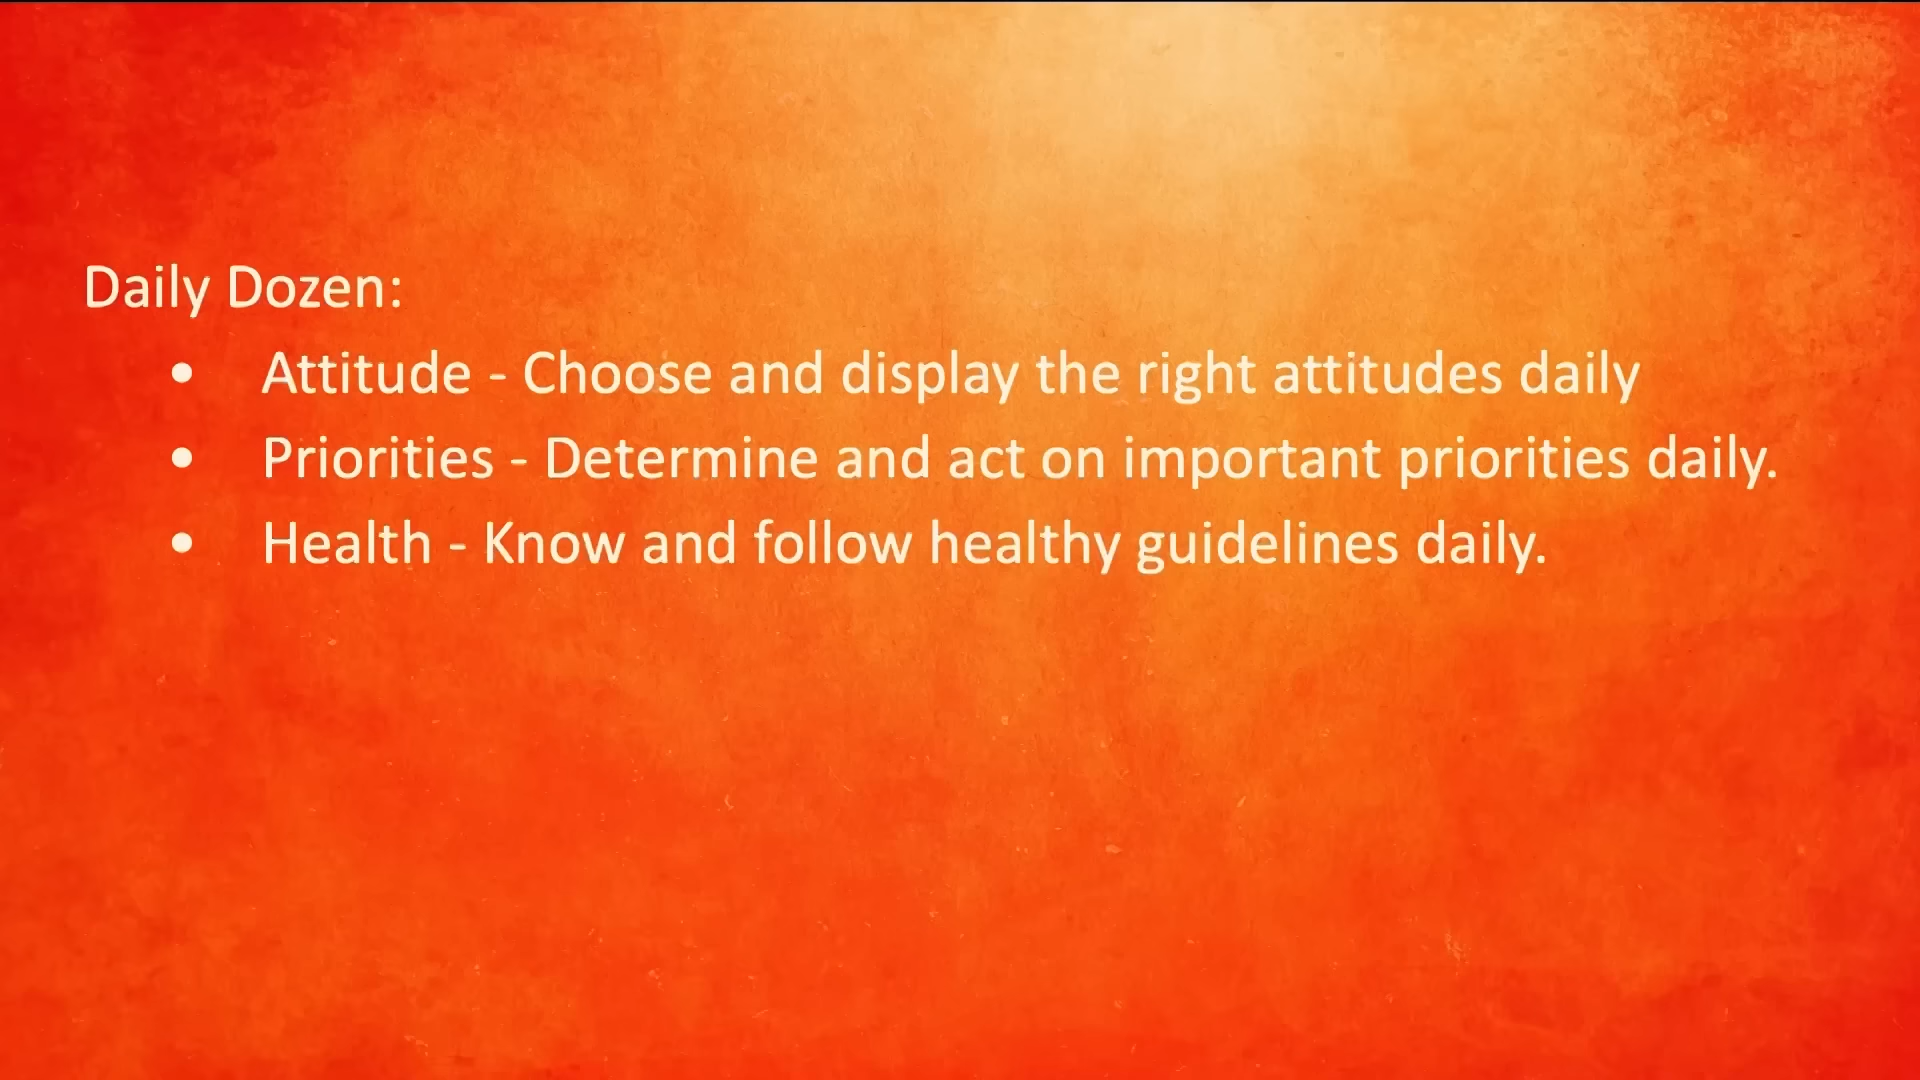 Daily Dozen:
• Attitude - Choose and display the right attitudes daily
• Priorities - Determine and act on important priorities daily.
• Health - Know and follow healthy guidelines daily.